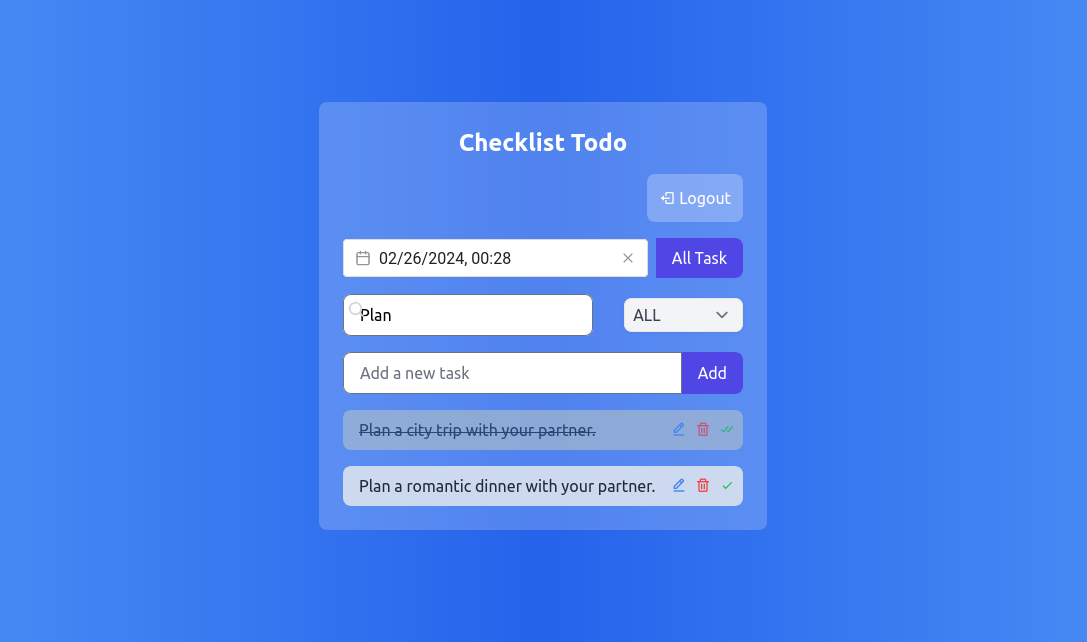 Checklist Todo
Logout
02/26/2024, 00:28
All Task
Plan
ALL
Add a new task
Add
Plan a city trip with your partner.
Plan a romantic dinner with your partner.